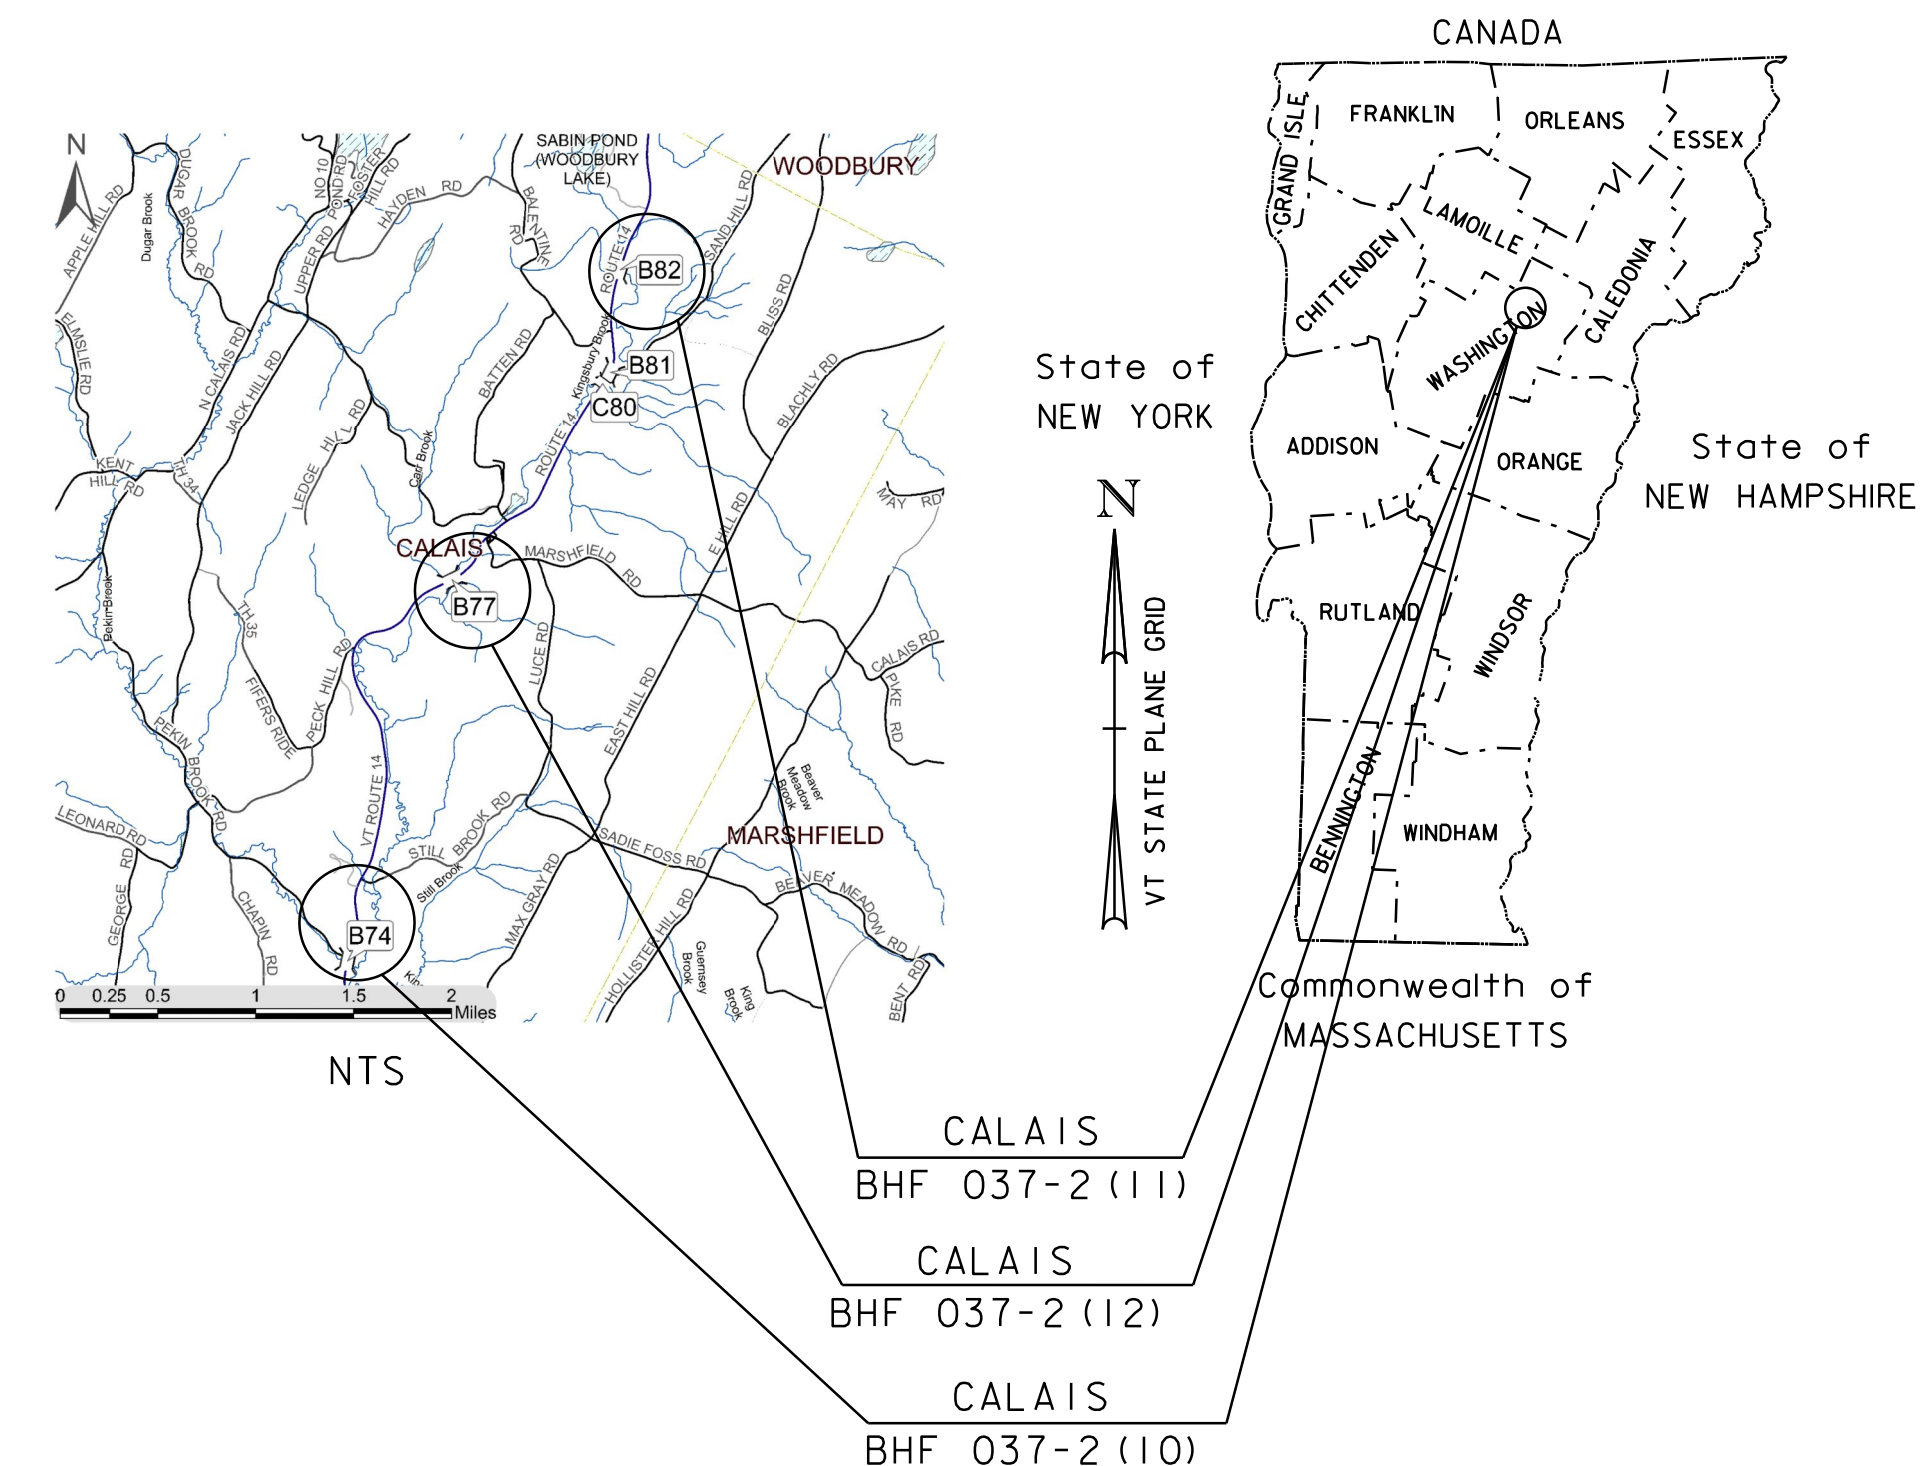 CANADA
GRAND ISLE
FRANKLIN
ORLEANS
ESSEX
LAMOILLE
CHITTENDEN
CALEDONIA
WASHINGTON
ADDISON
ORANGE
RUTLAND
WINDSOR
BENNINGTON
WINDHAM
State of
NEW YORK
State of
NEW HAMPSHIRE
Commonwealth of
MASSACHUSETTS
N
VT STATE PLANE GRID
N
SABIN POND
(WOODBURY
LAKE)
WOODBURY
APPLE HILL RD
Dugar Brook
DUGAR BROOK RD
NO 10
POND RD
FOSTER
HILL RD
UPPER RD
HAYDEN RD
BALENTINE
RD
ROUTE 14
SAND HILL RD
B82
BLISS RD
ELMSLIE RD
N CALAIS RD
JACK HILL RD
BATTEN RD
Kingsbury Brook
B81
C80
BLACHLY RD
ROUTE 14
KENT
HILL RD
TH 34
LEDGE HILL RD
Carr Brook
E HILL RD
MAY RD
CALAIS
MARSHFIELD RD
B77
Pekin Brook
TH 35
LUCE RD
CALAIS RD
PIKE RD
FIFERS RIDE
PECK HILL RD
EAST HILL RD
PEKIN BROOK RD
VT ROUTE 14
Beaver
Meadow
Brook
LEONARD RD
STILL BROOK RD
Still Brook
SADIE FOSS RD
MARSHFIELD
BEAVER MEADOW RD
GEORGE RD
CHAPIN RD
MAX GRAY RD
HOLLISTER HILL RD
Guernsey
Brook
King
Brook
BENT RD
B74
0 0.25 0.5 1 1.5 2
Miles
NTS
CALAIS
BHF 037-2(11)
CALAIS
BHF 037-2(12)
CALAIS
BHF 037-2(10)